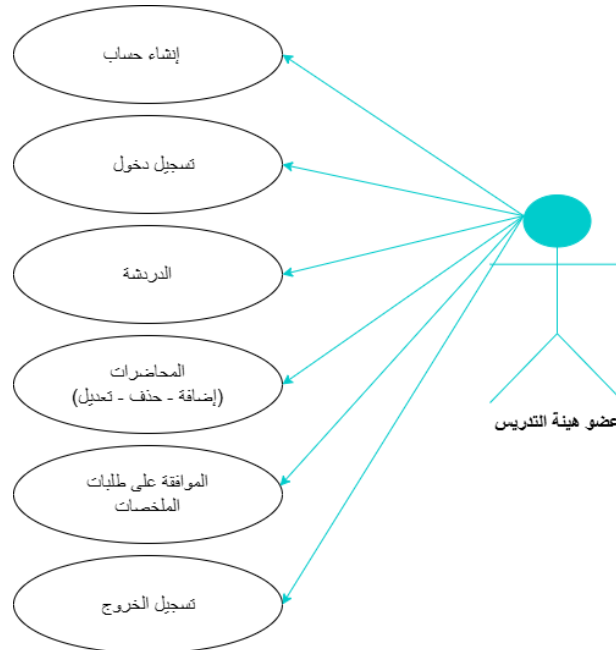 إنشاء حساب
تسجيل دخول
الدردشة
المحاضرات
(إضافة - حذف - تعديل)
الموافقة على طلبات
الملخصات
تسجيل الخروج
عضو هيئة التدريس